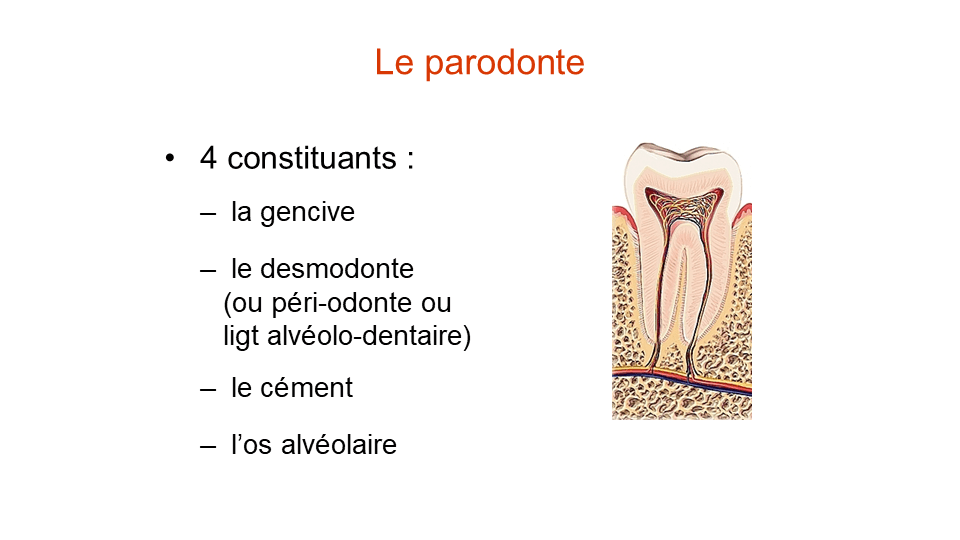 Le parodonte
• 4 constituants :
– la gencive
– le desmodonte
(ou péri-odonte ou
ligt alvéolo-dentaire)
– le cément
– l’os alvéolaire